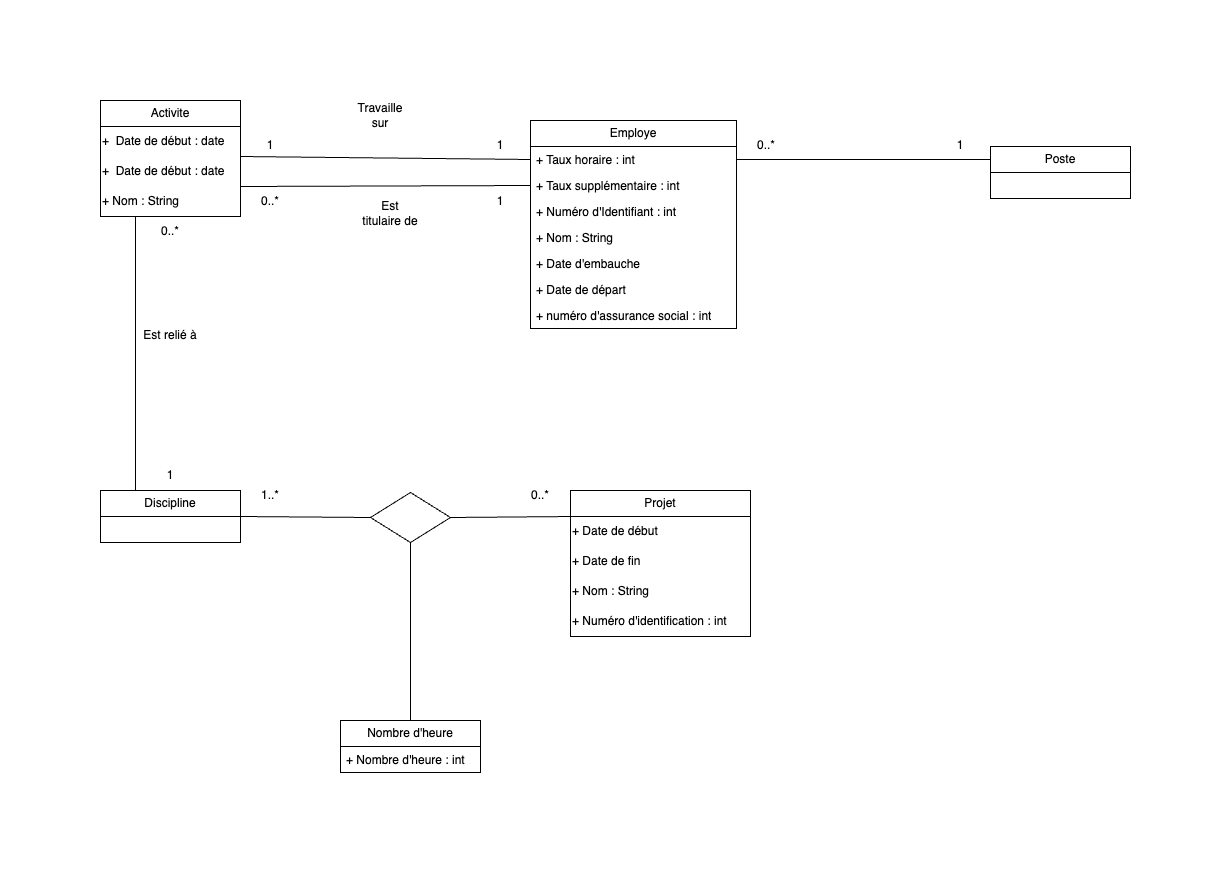 Activite
+ Date de début : date
+ Date de début : date
+ Nom : String
Travaille
sur
1
1
0..*
Est
titulaire de
1
Employe
+ Taux horaire : int
+ Taux supplémentaire : int
+ Numéro d'Identifiant : int
+ Nom : String
+ Date d'embauche
+ Date de départ
+ numéro d'assurance social : int
0..*
1
Poste
0..*
Est relié à
1
Discipline
1..*
0..*
Projet
+ Date de début
+ Date de fin
+ Nom : String
+ Numéro d'identification : int
Nombre d'heure
+ Nombre d'heure : int